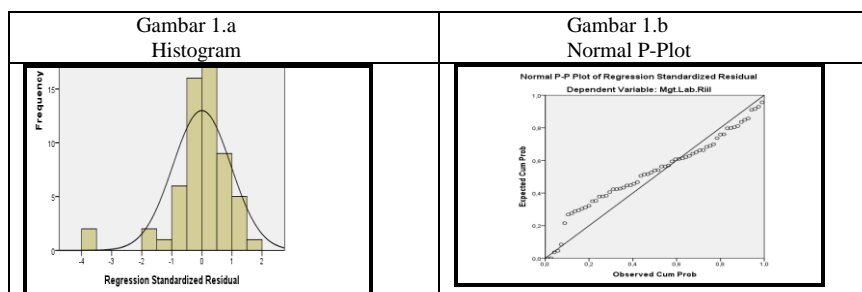 Gambar 1.a
Histogram
Gambar 1.b
Normal P-Plot
Frequency
15
10
5
0
-4 -3 -2 -1 0 1 2
Regression Standardized Residual
Normal P-P Plot of Regression Standardized Residual
Dependent Variable: Mgt.Lab.Riil
Expected Cum Prob
1,0
0,8
0,6
0,4
0,2
0,0
0,0 0,2 0,4 0,6 0,8 1,0
Observed Cum Prob